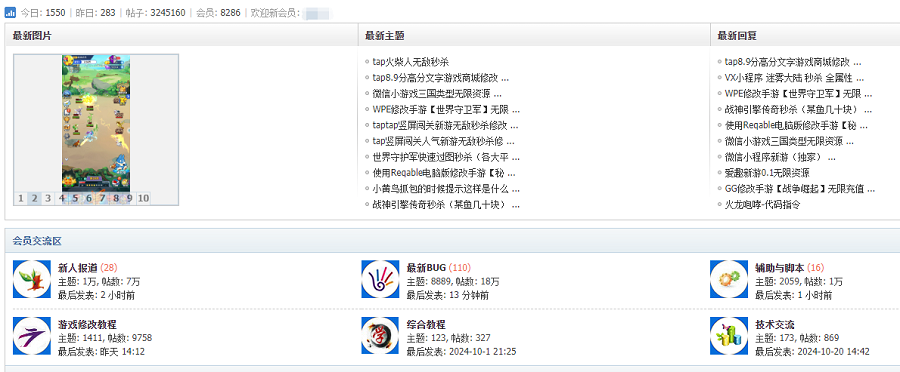 今日: 1550 | 昨日: 283 | 帖子: 3245160 | 会员: 8286 | 欢迎新会员:
最新图片
1 2 3 4 5 6 7 8 9 10
最新主题
tap火柴人无敌秒杀
tap8.9分高分文字游戏商城修改 ...
微信小游戏三国类型无限资源 ...
WPE修改手游【世界守卫军】无限 ...
taptap竖屏闯关新游无敌秒杀修改 ...
tap竖屏闯关人气新游无敌秒杀修 ...
世界守护军快速过图秒杀（各大平 ...
使用Reqable电脑版修改手游【秘 ...
小黄鸟抓包的时候提示这样是什么 ...
战神引擎传奇秒杀（某鱼几十块） ...
最新回复
tap8.9分高分文字游戏商城修改 ...
VX小程序 迷雾大陆 秒杀 全属性 ...
WPE修改手游【世界守卫军】无限 ...
战神引擎传奇秒杀（某鱼几十块） ...
使用Reqable电脑版修改手游【秘 ...
微信小游戏三国类型无限资源 ...
微信小程序新游（独家） ...
爱趣新游0.1无限资源
GG修改手游【战争崛起】无限充值 ...
火龙咆哮-代码指令
会员交流区
新人报道 (28)
主题: 1万, 帖数: 7万
最后发表: 2 小时前
最新BUG (110)
主题: 8889, 帖数: 18万
最后发表: 13 分钟前
辅助与脚本 (16)
主题: 2059, 帖数: 1万
最后发表: 1 小时前
游戏修改教程
主题: 1411, 帖数: 9758
最后发表: 昨天 14:12
综合教程
主题: 123, 帖数: 327
最后发表: 2024-10-1 21:25
技术交流
主题: 173, 帖数: 869
最后发表: 2024-10-20 14:42